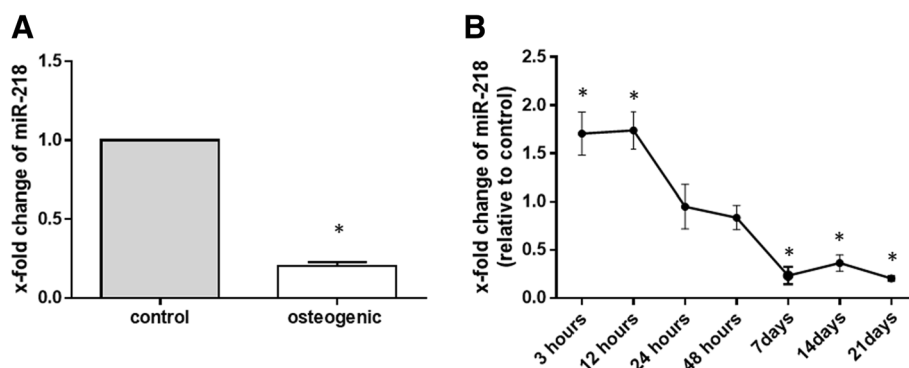 A
x-fold change of miR-218
1.5
1.0
0.5
0.0
*
control
osteogenic
B
x-fold change of miR-218
(relative to control)
2.5
2.0
1.5
1.0
0.5
0.0
*
*
*
*
*
3 hours
12 hours
24 hours
48 hours
7days
14days
21days